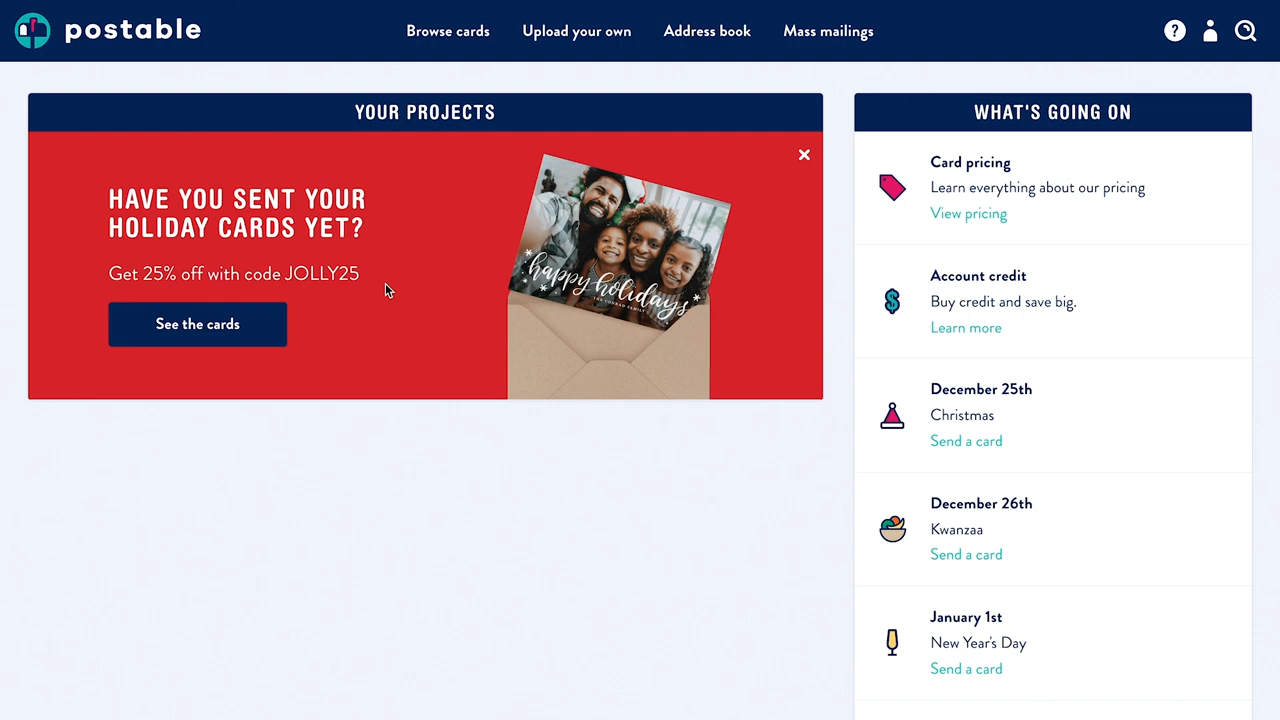 postable
Browse cards
Upload your own
Address book
Mass mailings
?
YOUR PROJECTS
HAVE YOU SENT YOUR
HOLIDAY CARDS YET?
Get 25% off with code JOLLY25
See the cards
happy holidays
THE CONRAD FAMILY
WHAT'S GOING ON
Card pricing
Learn everything about our pricing
View pricing
$
Account credit
Buy credit and save big.
Learn more
December 25th
Christmas
Send a card
December 26th
Kwanzaa
Send a card
January 1st
New Year's Day
Send a card